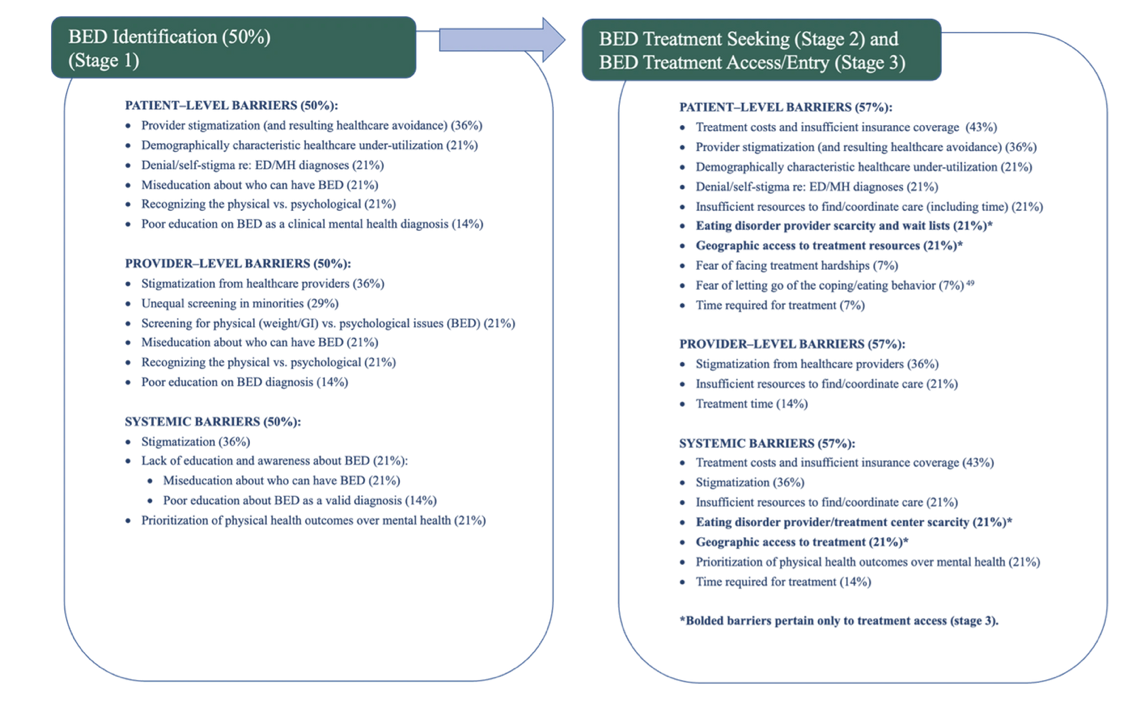 BED Identification (50%)
(Stage 1)
PATIENT–LEVEL BARRIERS (50%):
• Provider stigmatization (and resulting healthcare avoidance) (36%)
• Demographically characteristic healthcare under-utilization (21%)
• Denial/self-stigma re: ED/MH diagnoses (21%)
• Miseducation about who can have BED (21%)
• Recognizing the physical vs. psychological (21%)
• Poor education on BED as a clinical mental health diagnosis (14%)
PROVIDER–LEVEL BARRIERS (50%):
• Stigmatization from healthcare providers (36%)
• Unequal screening in minorities (29%)
• Screening for physical (weight/GI) vs. psychological issues (BED) (21%)
• Miseducation about who can have BED (21%)
• Recognizing the physical vs. psychological (21%)
• Poor education on BED diagnosis (14%)
SYSTEMIC BARRIERS (50%):
• Stigmatization (36%)
• Lack of education and awareness about BED (21%):
• Miseducation about who can have BED (21%)
• Poor education about BED as a valid diagnosis (14%)
• Prioritization of physical health outcomes over mental health (21%)
BED Treatment Seeking (Stage 2) and
BED Treatment Access/Entry (Stage 3)
PATIENT–LEVEL BARRIERS (57%):
• Treatment costs and insufficient insurance coverage (43%)
• Provider stigmatization (and resulting healthcare avoidance) (36%)
• Demographically characteristic healthcare under-utilization (21%)
• Denial/self-stigma re: ED/MH diagnoses (21%)
• Insufficient resources to find/coordinate care (including time) (21%)
• Eating disorder provider scarcity and wait lists (21%)*
• Geographic access to treatment resources (21%)*
• Fear of facing treatment hardships (7%)
• Fear of letting go of the coping/eating behavior (7%) 49
• Time required for treatment (7%)
PROVIDER–LEVEL BARRIERS (57%):
• Stigmatization from healthcare providers (36%)
• Insufficient resources to find/coordinate care (21%)
• Treatment time (14%)
SYSTEMIC BARRIERS (57%):
• Treatment costs and insufficient insurance coverage (43%)
• Stigmatization (36%)
• Insufficient resources to find/coordinate care (21%)
• Eating disorder provider/treatment center scarcity (21%)*
• Geographic access to treatment (21%)*
• Prioritization of physical health outcomes over mental health (21%)
• Time required for treatment (14%)
*Bolded barriers pertain only to treatment access (stage 3).